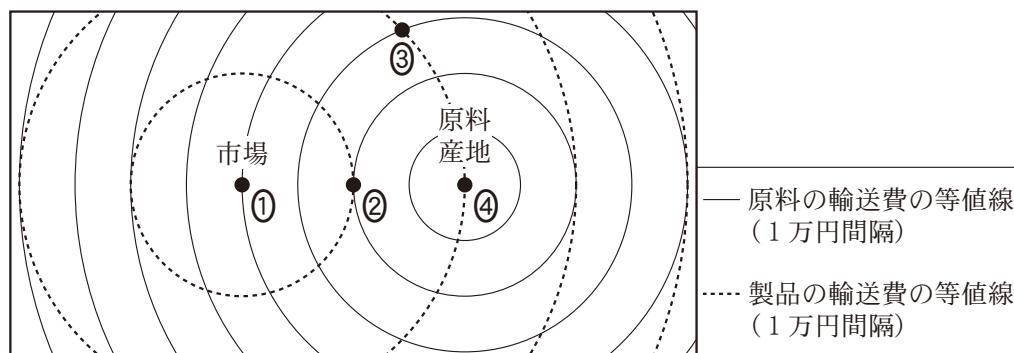 ③
原料
産地
市場
①
②
④
原料の輸送費の等値線
(1万円間隔)
製品の輸送費の等値線
(1万円間隔)